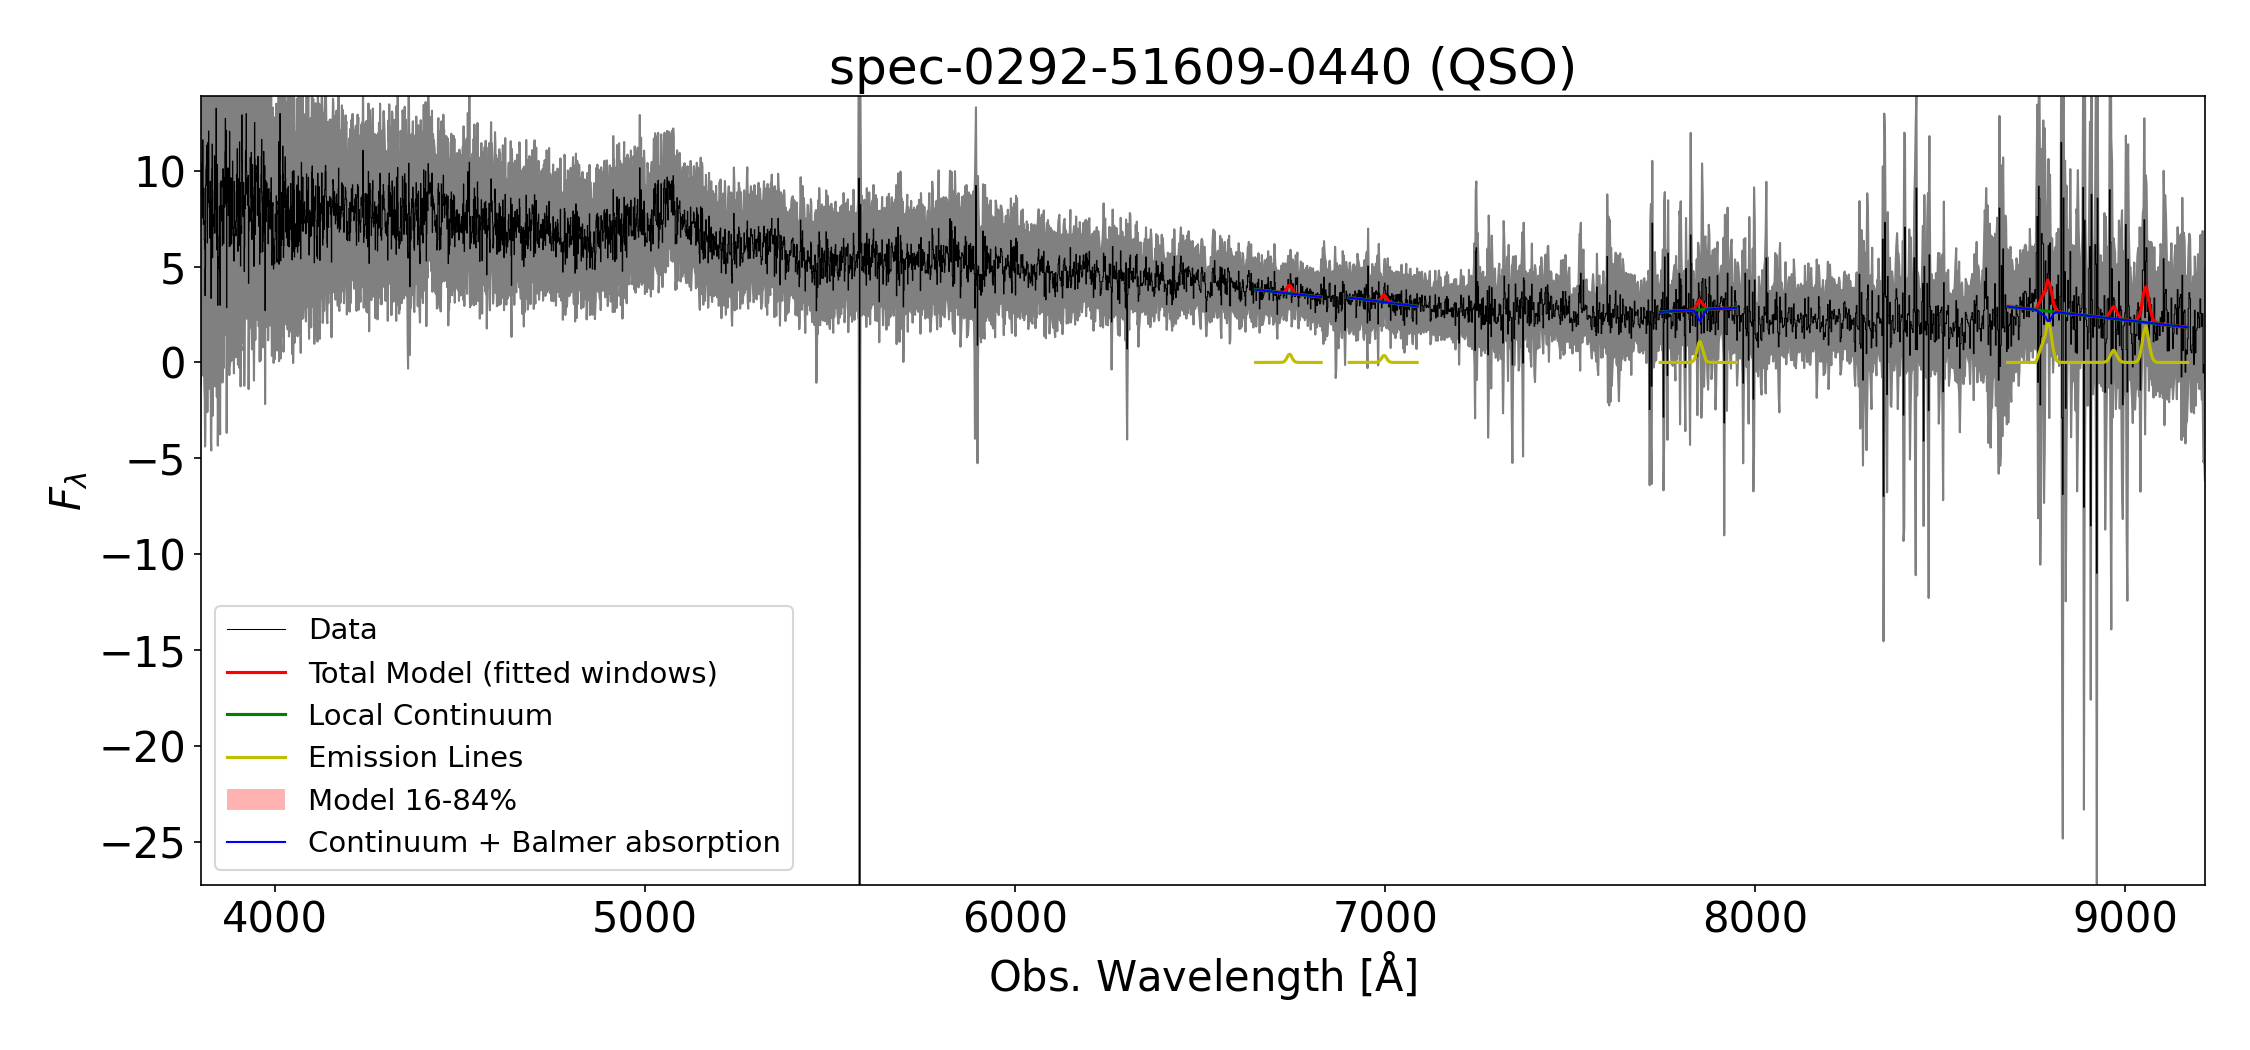 spec-0292-51609-0440 (QSO)
10
5
0
−5
−10
−15
−20
−25
F_λ
Data
Total Model (fitted windows)
Local Continuum
Emission Lines
Model 16-84%
Continuum + Balmer absorption
4000
5000
6000
7000
8000
9000
Obs. Wavelength [Å]